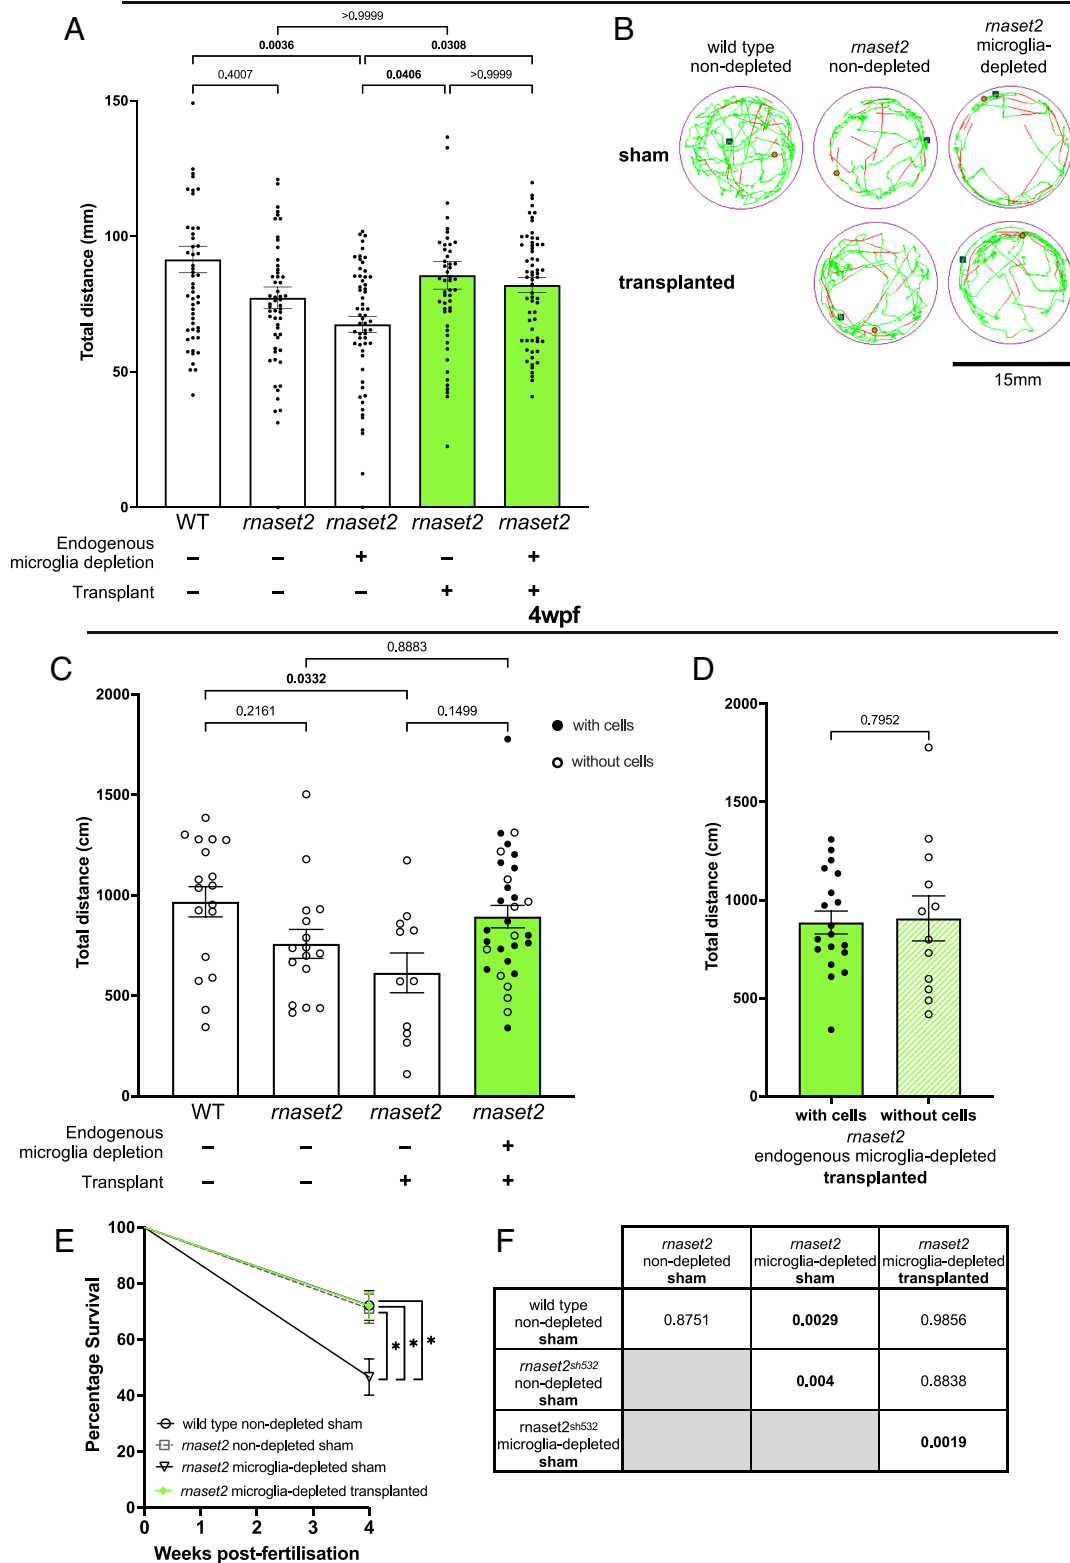 A
>0.9999
0.0036
0.0308
0.4007
0.0406
>0.9999
Total distance (mm)
150
100
50
0
WT
rnaset2
rnaset2
rnaset2
rnaset2
Endogenous
microglia depletion
– – + – +
Transplant
– – – + +
B
wild type
non-depleted
rnaset2
non-depleted
rnaset2
microglia-
depleted
sham
transplanted
15mm
4wpf
C
0.8883
0.0332
0.2161
0.1499
with cells
without cells
Total distance (cm)
2000
1500
1000
500
0
WT
rnaset2
rnaset2
rnaset2
Endogenous
microglia depletion
– – – +
Transplant
– – + +
D
0.7952
Total distance (cm)
2000
1500
1000
500
0
with cells
without cells
rnaset2
endogenous microglia-depleted
transplanted
E
Percentage Survival
100
80
60
40
20
0
* * *
wild type non-depleted sham
rnaset2 non-depleted sham
rnaset2 microglia-depleted sham
rnaset2 microglia-depleted transplanted
0 1 2 3 4
Weeks post-fertilisation
F
rnaset2
non-depleted
sham
rnaset2
microglia-depleted
sham
rnaset2
microglia-depleted
transplanted
wild type
non-depleted
sham
0.8751
0.0029
0.9856
rnaset2sh532
non-depleted
sham
0.004
0.8838
rnaset2sh532
microglia-depleted
sham
0.0019